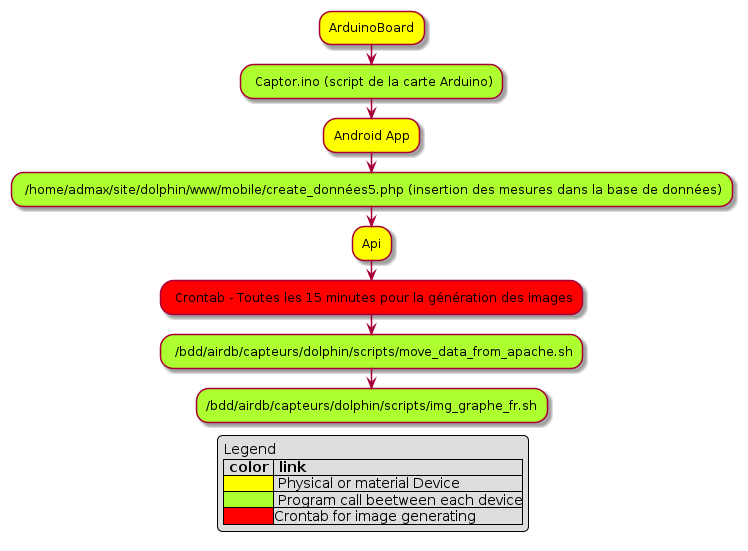 ArduinoBoard
Captor.ino (script de la carte Arduino)
Android App
/home/admax/site/dolphin/www/mobile/create_données5.php (insertion des mesures dans la base de données)
Api
Crontab - Toutes les 15 minutes pour la génération des images
/bdd/airdb/capteurs/dolphin/scripts/move_data_from_apache.sh
/bdd/airdb/capteurs/dolphin/scripts/img_graphe_fr.sh
Legend
color link
Physical or material Device
Program call beetween each device
Crontab for image generating